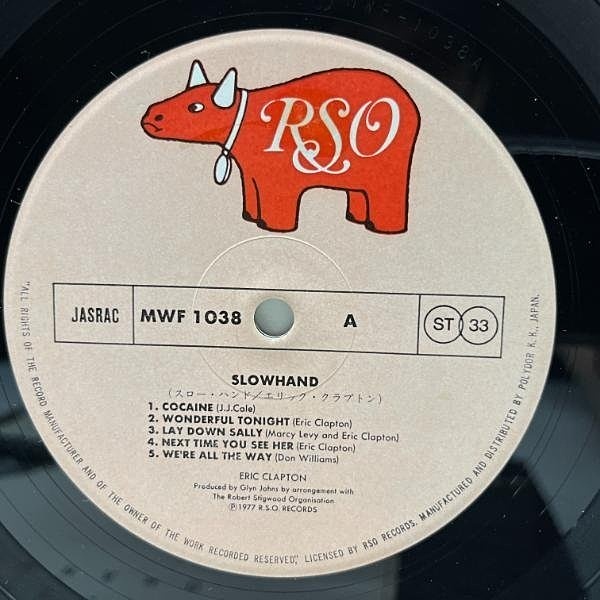 MWF-1038A
RSO
JASRAC
MWF 1038
A
ST 33
SLOWHAND
(スロー・ハンド/エリック・クラプトン)
1. COCAINE (J.J.Cale)
2. WONDERFUL TONIGHT (Eric Clapton)
3. LAY DOWN SALLY (Marcy Levy and Eric Clapton)
4. NEXT TIME YOU SEE HER (Eric Clapton)
5. WE'RE ALL THE WAY (Don Williams)
ERIC CLAPTON
Produced by Glyn Johns by arrangement with
The Robert Stigwood Organisation
Ⓟ 1977 R.S.O. RECORDS
"ALL RIGHTS OF THE RECORD MANUFACTURER AND OF THE OWNER OF THE WORK RECORDED RESERVED," LICENSED BY RSO RECORDS, MANUFACTURED AND DISTRIBUTED BY POLYDOR K. K., JAPAN.